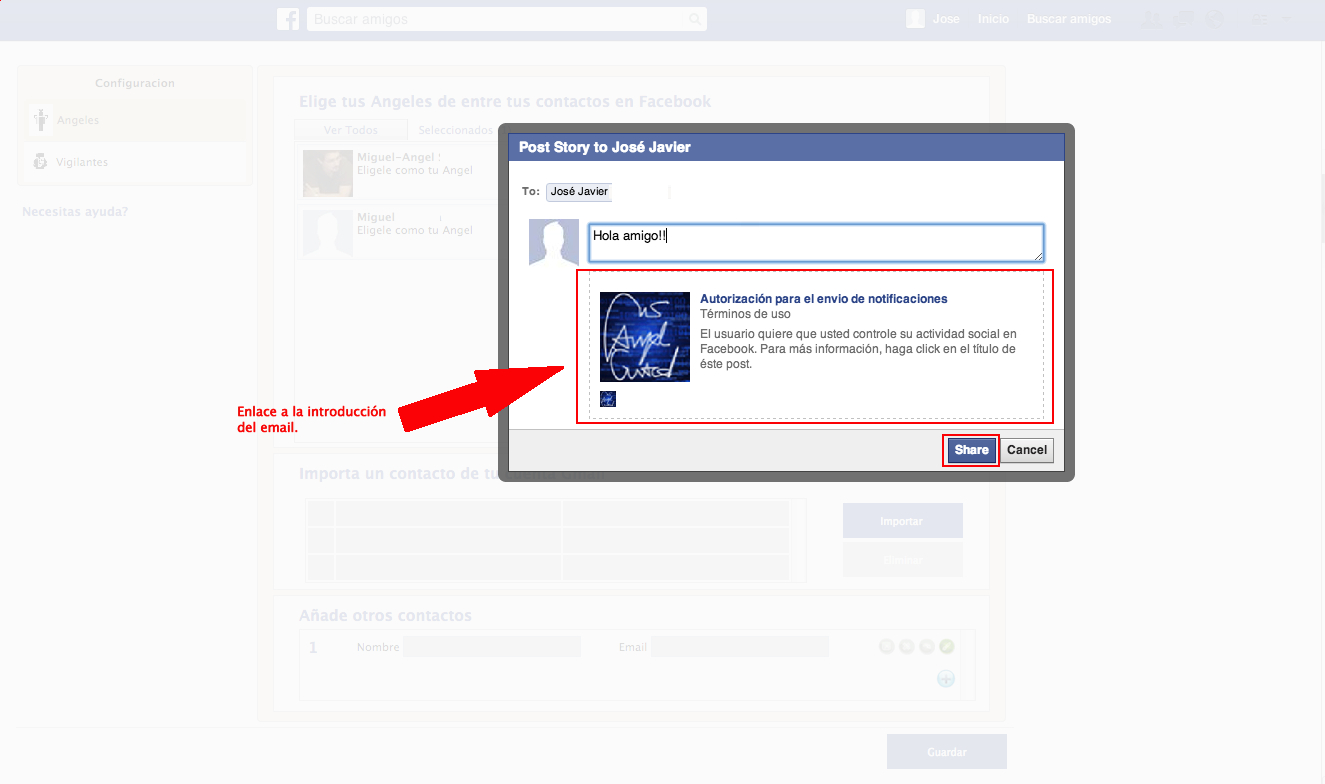 Buscar amigos
Jose Inicio Buscar amigos
Configuracion
Angeles
Vigilantes
Necesitas ayuda?
Elige tus Angeles de entre tus contactos en Facebook
Ver Todos Seleccionados
Miguel-Angel
Eligele como tu Angel
Miguel
Eligele como tu Angel
Post Story to José Javier
To: José Javier
Hola amigo!!
Autorización para el envio de notificaciones
Términos de uso
El usuario quiere que usted controle su actividad social en
Facebook. Para más información, haga click en el título de
éste post.
Share Cancel
Enlace a la introducción
del email.
Importa un contacto de tu
Importar
Añade otros contactos
1 Nombre Email
Guardar